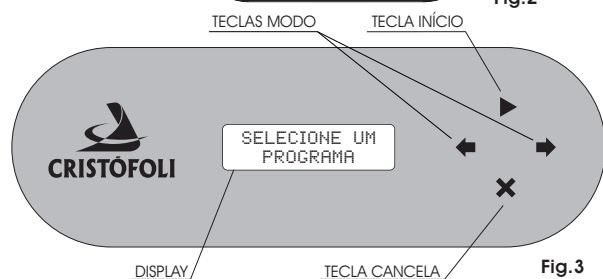 Fig.2
TECLAS MODO
TECLA INÍCIO
CRISTÓFOLI
SELECIONE UM
PROGRAMA
DISPLAY
TECLA CANCELA
Fig.3